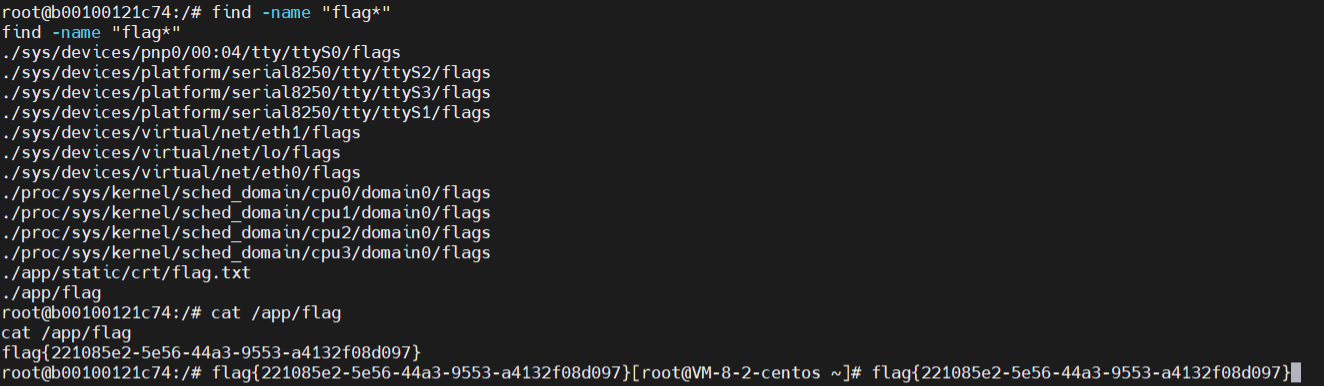 root@b00100121c74:/# find -name "flag*"
find -name "flag*"
./sys/devices/pnp0/00:04/tty/ttyS0/flags
./sys/devices/platform/serial8250/tty/ttyS2/flags
./sys/devices/platform/serial8250/tty/ttyS3/flags
./sys/devices/platform/serial8250/tty/ttyS1/flags
./sys/devices/virtual/net/eth1/flags
./sys/devices/virtual/net/lo/flags
./sys/devices/virtual/net/eth0/flags
./proc/sys/kernel/sched_domain/cpu0/domain0/flags
./proc/sys/kernel/sched_domain/cpu1/domain0/flags
./proc/sys/kernel/sched_domain/cpu2/domain0/flags
./proc/sys/kernel/sched_domain/cpu3/domain0/flags
./app/static/crt/flag.txt
./app/flag
root@b00100121c74:/# cat /app/flag
cat /app/flag
flag{221085e2-5e56-44a3-9553-a4132f08d097}
root@b00100121c74:/# flag{221085e2-5e56-44a3-9553-a4132f08d097}[root@VM-8-2-centos ~]# flag{221085e2-5e56-44a3-9553-a4132f08d097}